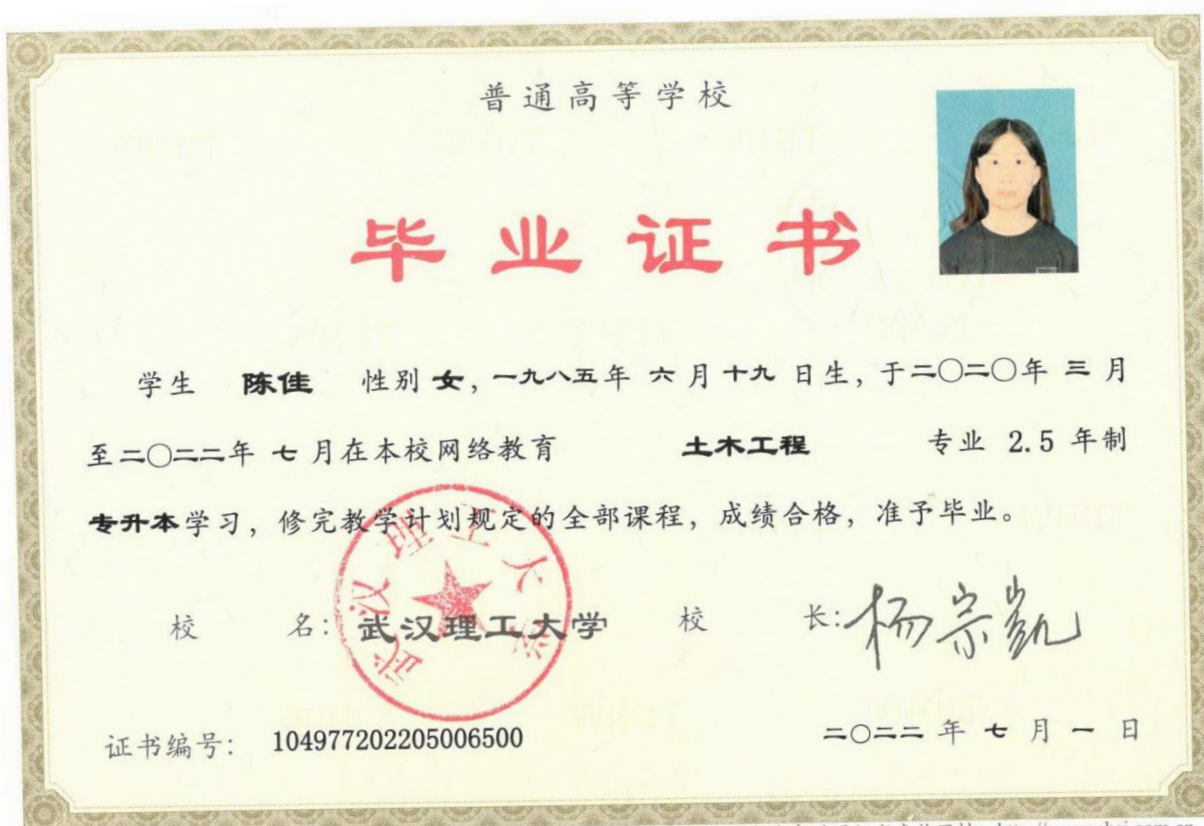 普通高等学校
毕业证书
学生 陈佳 性别 女，一九八五年 六 月 十九 日生，于二〇二〇年 三 月
至二〇二二年 七 月在本校网络教育 土木工程 专业 2.5 年制
专升本学习，修完教学计划规定的全部课程，成绩合格，准予毕业。
校 名：武汉理工大学 校 长：杨宗凯
武汉理工大学
证书编号：104977202205006500 二〇二二 年 七 月 一 日